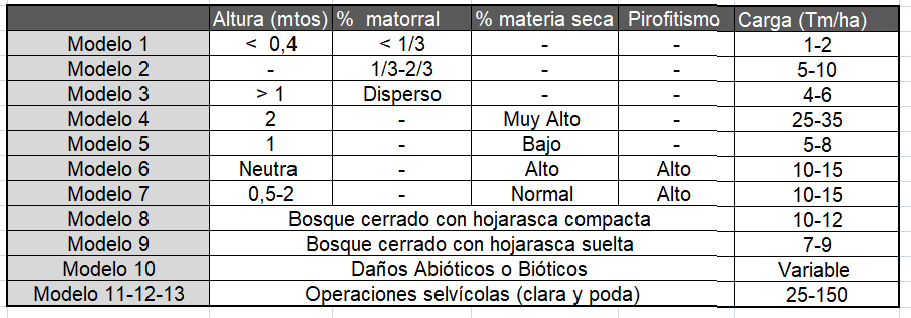 Altura (mtos) % matorral % materia seca Pirofitismo Carga (Tm/ha)
Modelo 1 < 0,4 < 1/3 - - 1-2
Modelo 2 - 1/3-2/3 - - 5-10
Modelo 3 > 1 Disperso - - 4-6
Modelo 4 2 - Muy Alto - 25-35
Modelo 5 1 - Bajo - 5-8
Modelo 6 Neutra - Alto Alto 10-15
Modelo 7 0,5-2 - Normal Alto 10-15
Modelo 8 Bosque cerrado con hojarasca compacta 10-12
Modelo 9 Bosque cerrado con hojarasca suelta 7-9
Modelo 10 Daños Abióticos o Bióticos Variable
Modelo 11-12-13 Operaciones selvícolas (clara y poda) 25-150